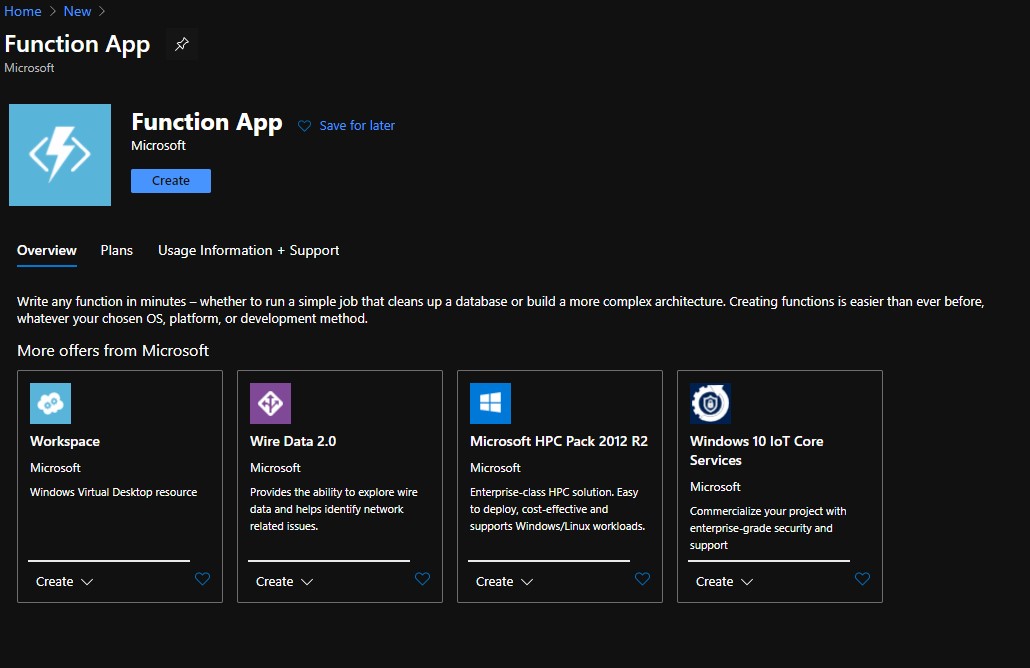 Home > New >
Function App
Microsoft
Function App
Save for later
Microsoft
Create
Overview
Plans
Usage Information + Support
Write any function in minutes – whether to run a simple job that cleans up a database or build a more complex architecture. Creating functions is easier than ever before,
whatever your chosen OS, platform, or development method.
More offers from Microsoft
Workspace
Microsoft
Windows Virtual Desktop resource
Create
Wire Data 2.0
Microsoft
Provides the ability to explore wire
data and helps identify network
related issues.
Create
Microsoft HPC Pack 2012 R2
Microsoft
Enterprise-class HPC solution. Easy
to deploy, cost-effective and
supports Windows/Linux workloads.
Create
Windows 10 IoT Core
Services
Microsoft
Commercialize your project with
enterprise-grade security and
support
Create